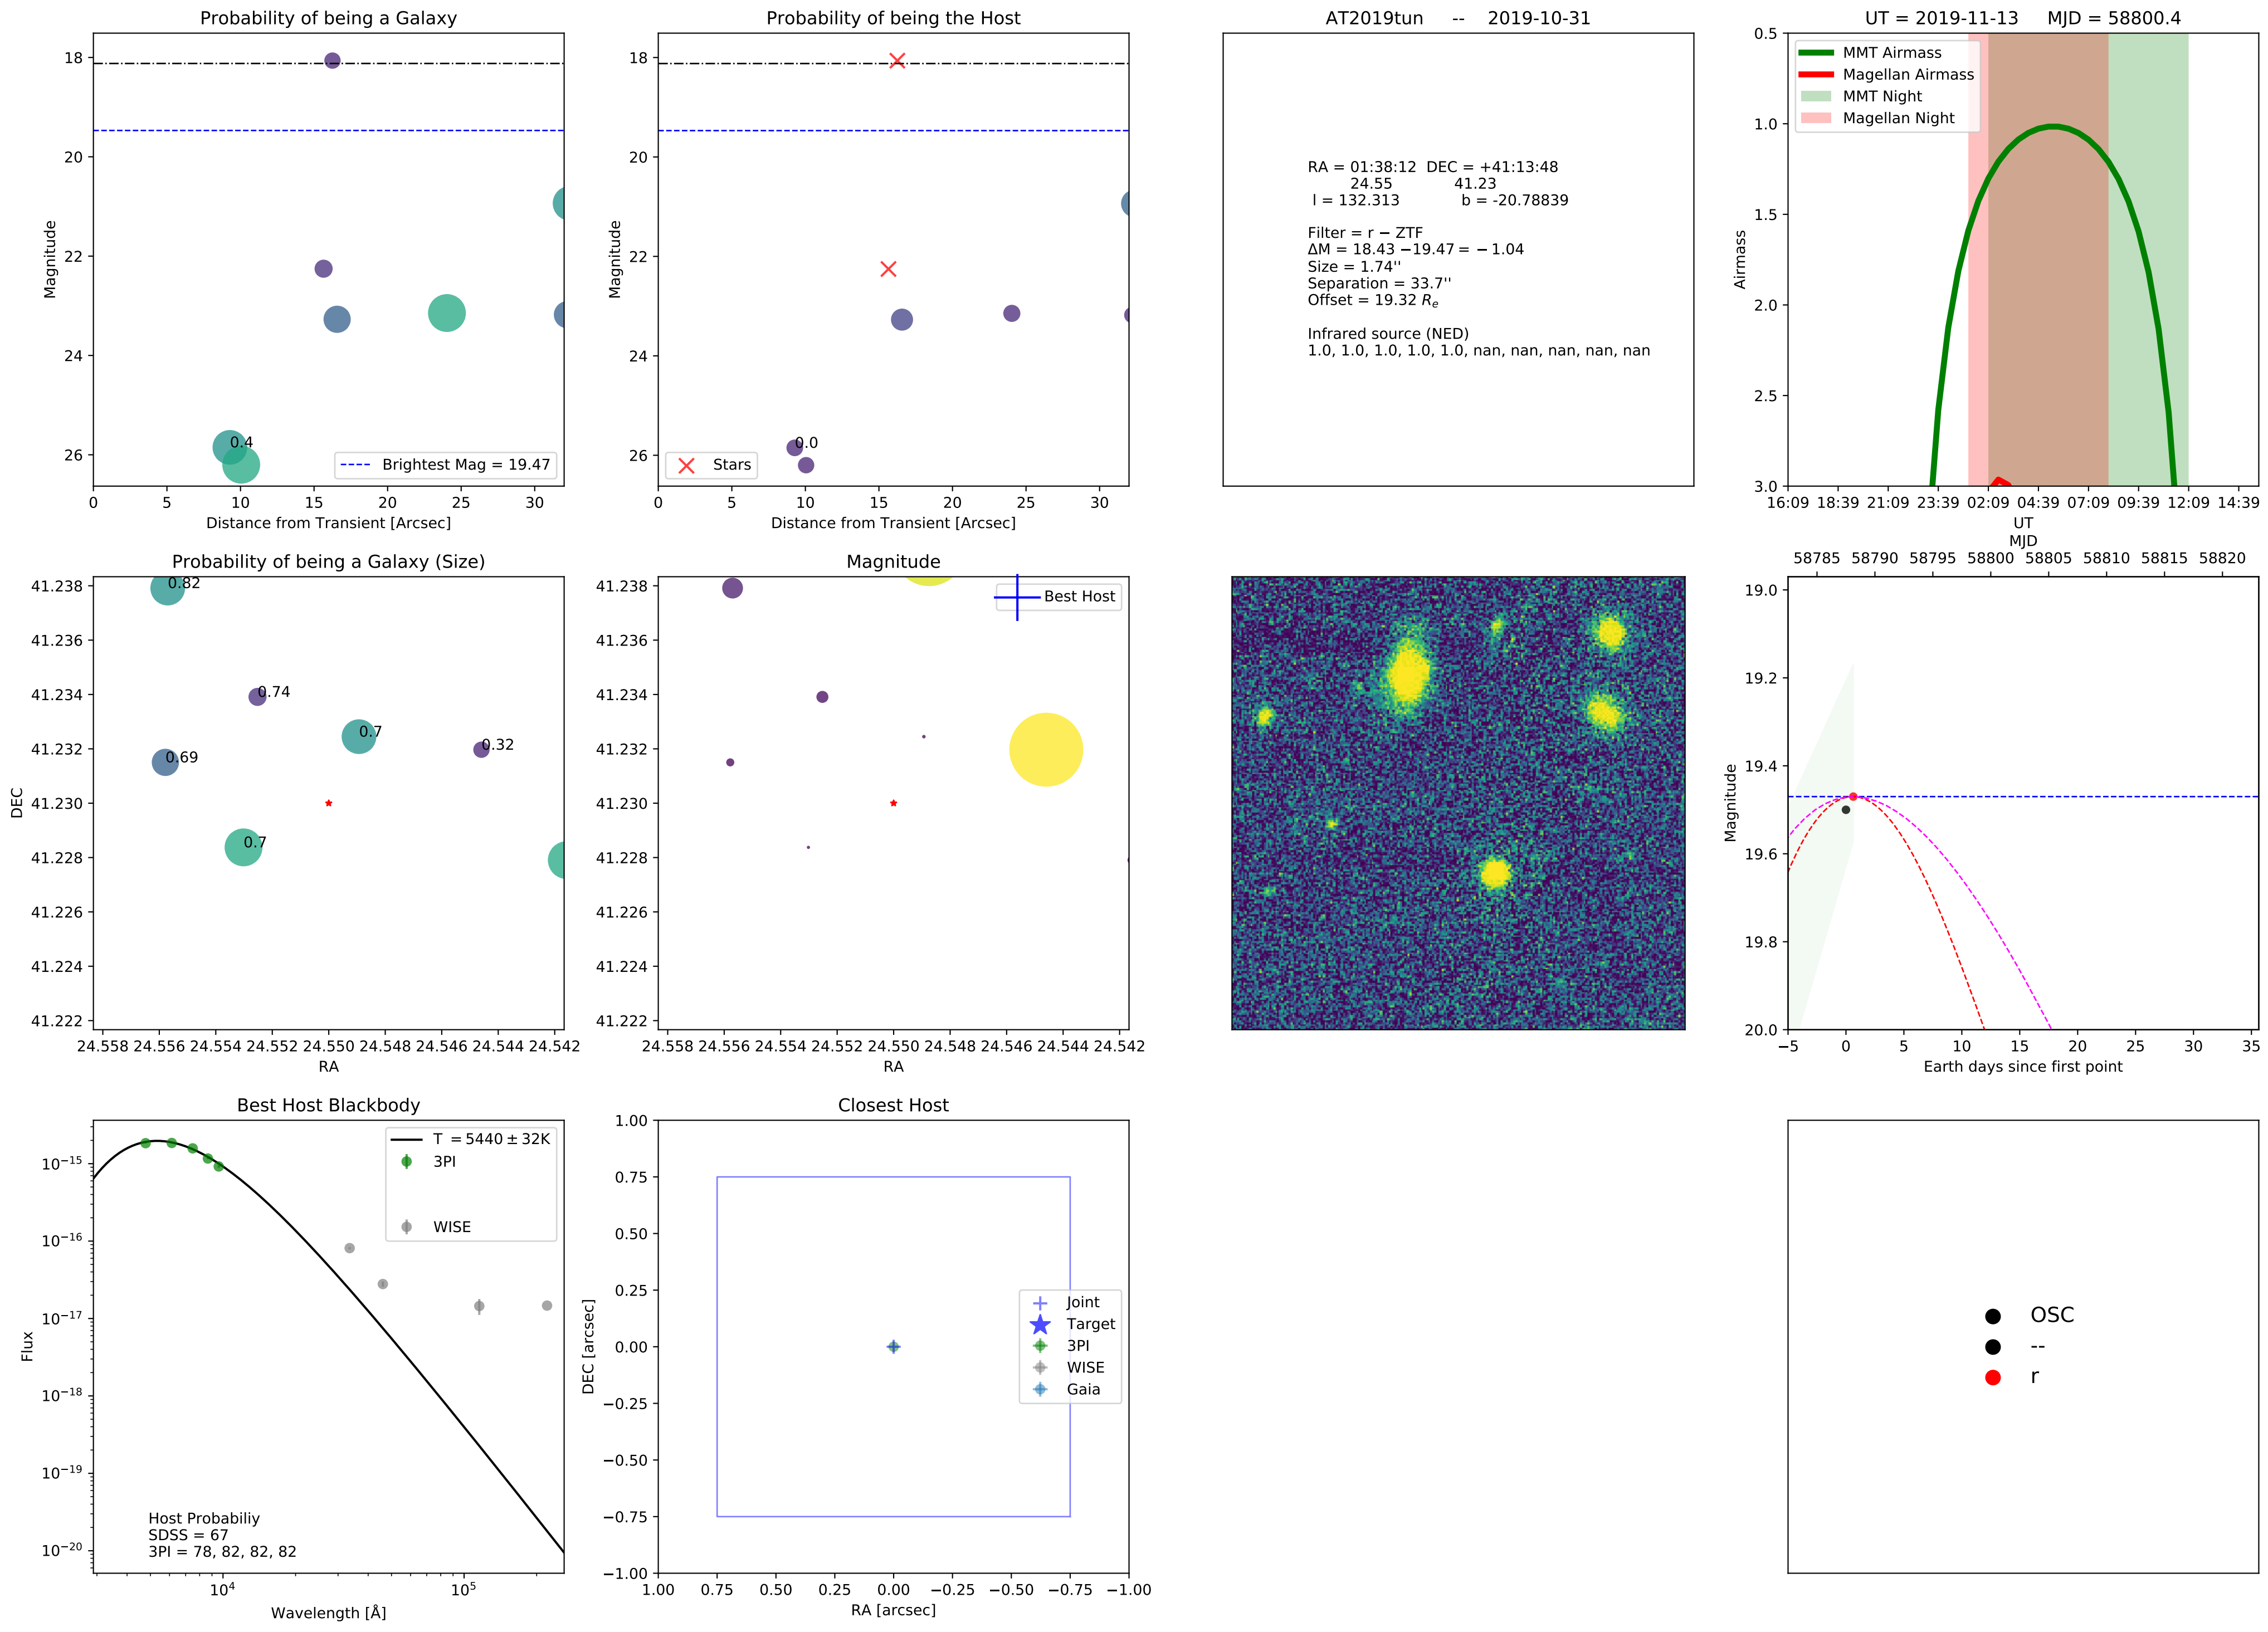 Probability of being a Galaxy
18
20
22
24
26
Magnitude
0.4
Brightest Mag = 19.47
0
5
10
15
20
25
30
Distance from Transient [Arcsec]
Probability of being the Host
18
20
22
24
26
Magnitude
0.0
Stars
0
5
10
15
20
25
30
Distance from Transient [Arcsec]
AT2019tun -- 2019-10-31
RA = 01:38:12 DEC = +41:13:48
24.55 41.23
l = 132.313 b = -20.78839
Filter = r − ZTF
ΔM = 18.43 −19.47 = −1.04
Size = 1.74''
Separation = 33.7''
Offset = 19.32 Re
Infrared source (NED)
1.0, 1.0, 1.0, 1.0, 1.0, nan, nan, nan, nan, nan
UT = 2019-11-13 MJD = 58800.4
0.5
1.0
1.5
2.0
2.5
3.0
Airmass
MMT Airmass
Magellan Airmass
MMT Night
Magellan Night
16:09 18:39 21:09 23:39 02:09 04:39 07:09 09:39 12:09 14:39
UT
Probability of being a Galaxy (Size)
41.238
41.236
41.234
41.232
41.230
41.228
41.226
41.224
41.222
DEC
0.82
0.74
0.7
0.32
0.69
0.7
24.558 24.556 24.554 24.552 24.550 24.548 24.546 24.544 24.542
RA
Magnitude
41.238
41.236
41.234
41.232
41.230
41.228
41.226
41.224
41.222
Best Host
24.558 24.556 24.554 24.552 24.550 24.548 24.546 24.544 24.542
RA
MJD
58785 58790 58795 58800 58805 58810 58815 58820
19.0
19.2
19.4
19.6
19.8
20.0
Magnitude
−5 0 5 10 15 20 25 30 35
Earth days since first point
Best Host Blackbody
10−15
10−16
10−17
10−18
10−19
10−20
Flux
T = 5440 ± 32K
3PI
WISE
Host Probabiliy
SDSS = 67
3PI = 78, 82, 82, 82
104 105
Wavelength [Å]
Closest Host
1.00
0.75
0.50
0.25
0.00
−0.25
−0.50
−0.75
−1.00
DEC [arcsec]
Joint
Target
3PI
WISE
Gaia
1.00 0.75 0.50 0.25 0.00 −0.25 −0.50 −0.75 −1.00
RA [arcsec]
OSC
--
r